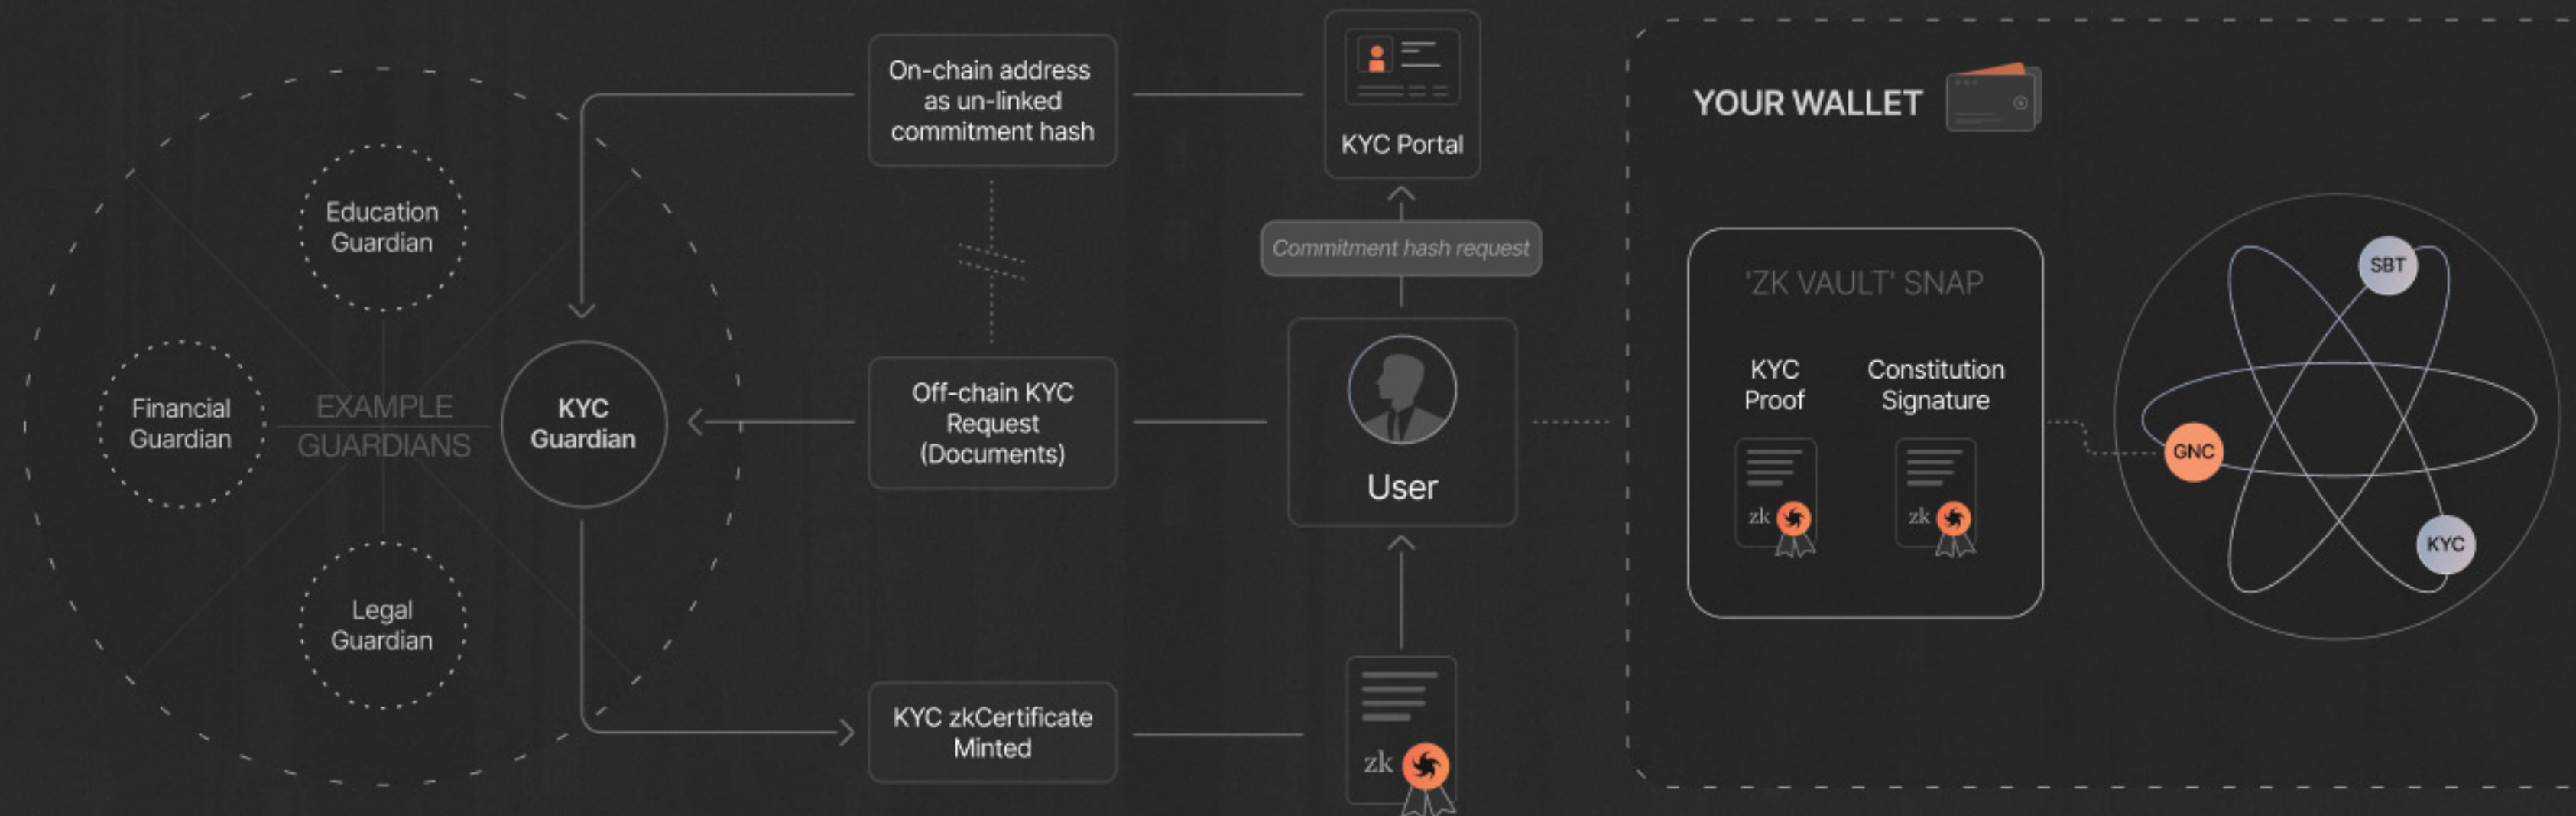 Education
Guardian
Financial
Guardian
EXAMPLE
GUARDIANS
KYC
Guardian
Legal
Guardian
On-chain address
as un-linked
commitment hash
Off-chain KYC
Request
(Documents)
KYC zkCertificate
Minted
KYC Portal
Commitment hash request
User
zk
YOUR WALLET
'ZK VAULT' SNAP
KYC
Proof
zk
Constitution
Signature
zk
SBT
GNC
KYC